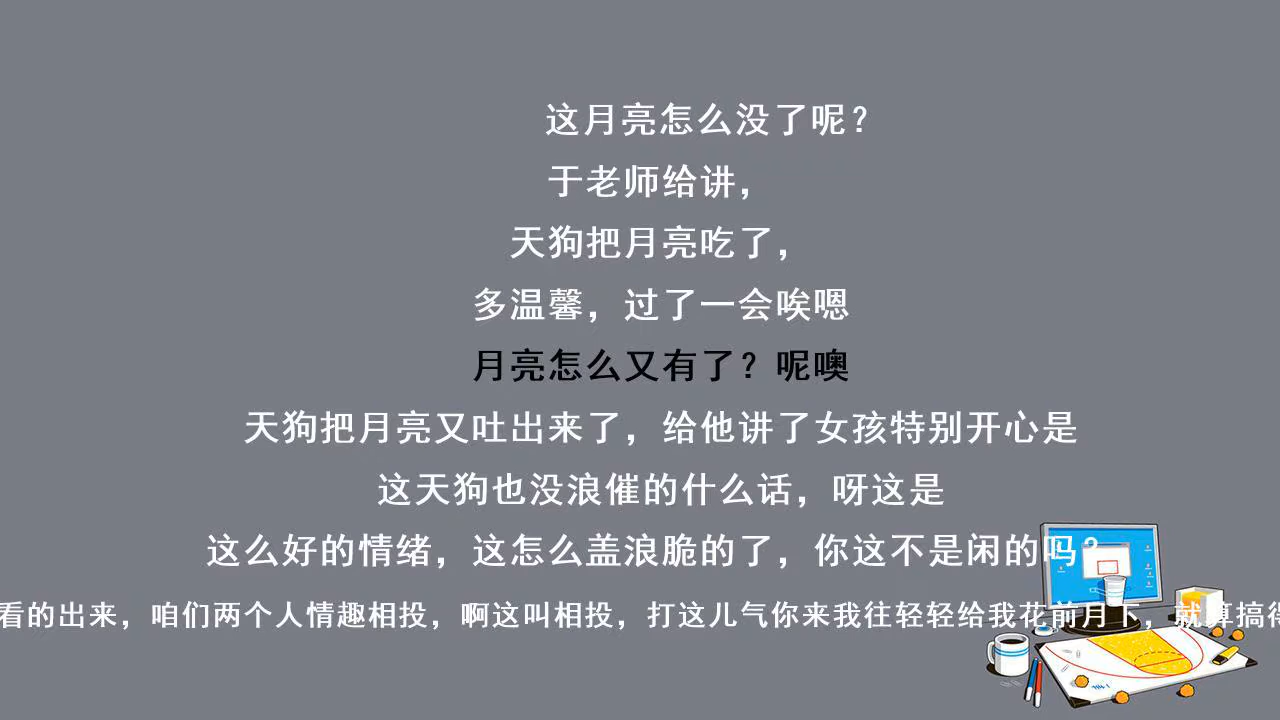 这月亮怎么没了呢？
于老师给讲，
天狗把月亮吃了，
多温馨，过了一会唉嗯
月亮怎么又有了？呢噢
天狗把月亮又吐出来了，给他讲了女孩特别开心是
这天狗也没浪催的什么话，呀这是
这么好的情绪，这怎么盖浪脆的了，你这不是闲的吗？
看的出来，咱们两个人情趣相投，啊这叫相投，打这儿气你来我往轻轻给我花前月下，就算搞得